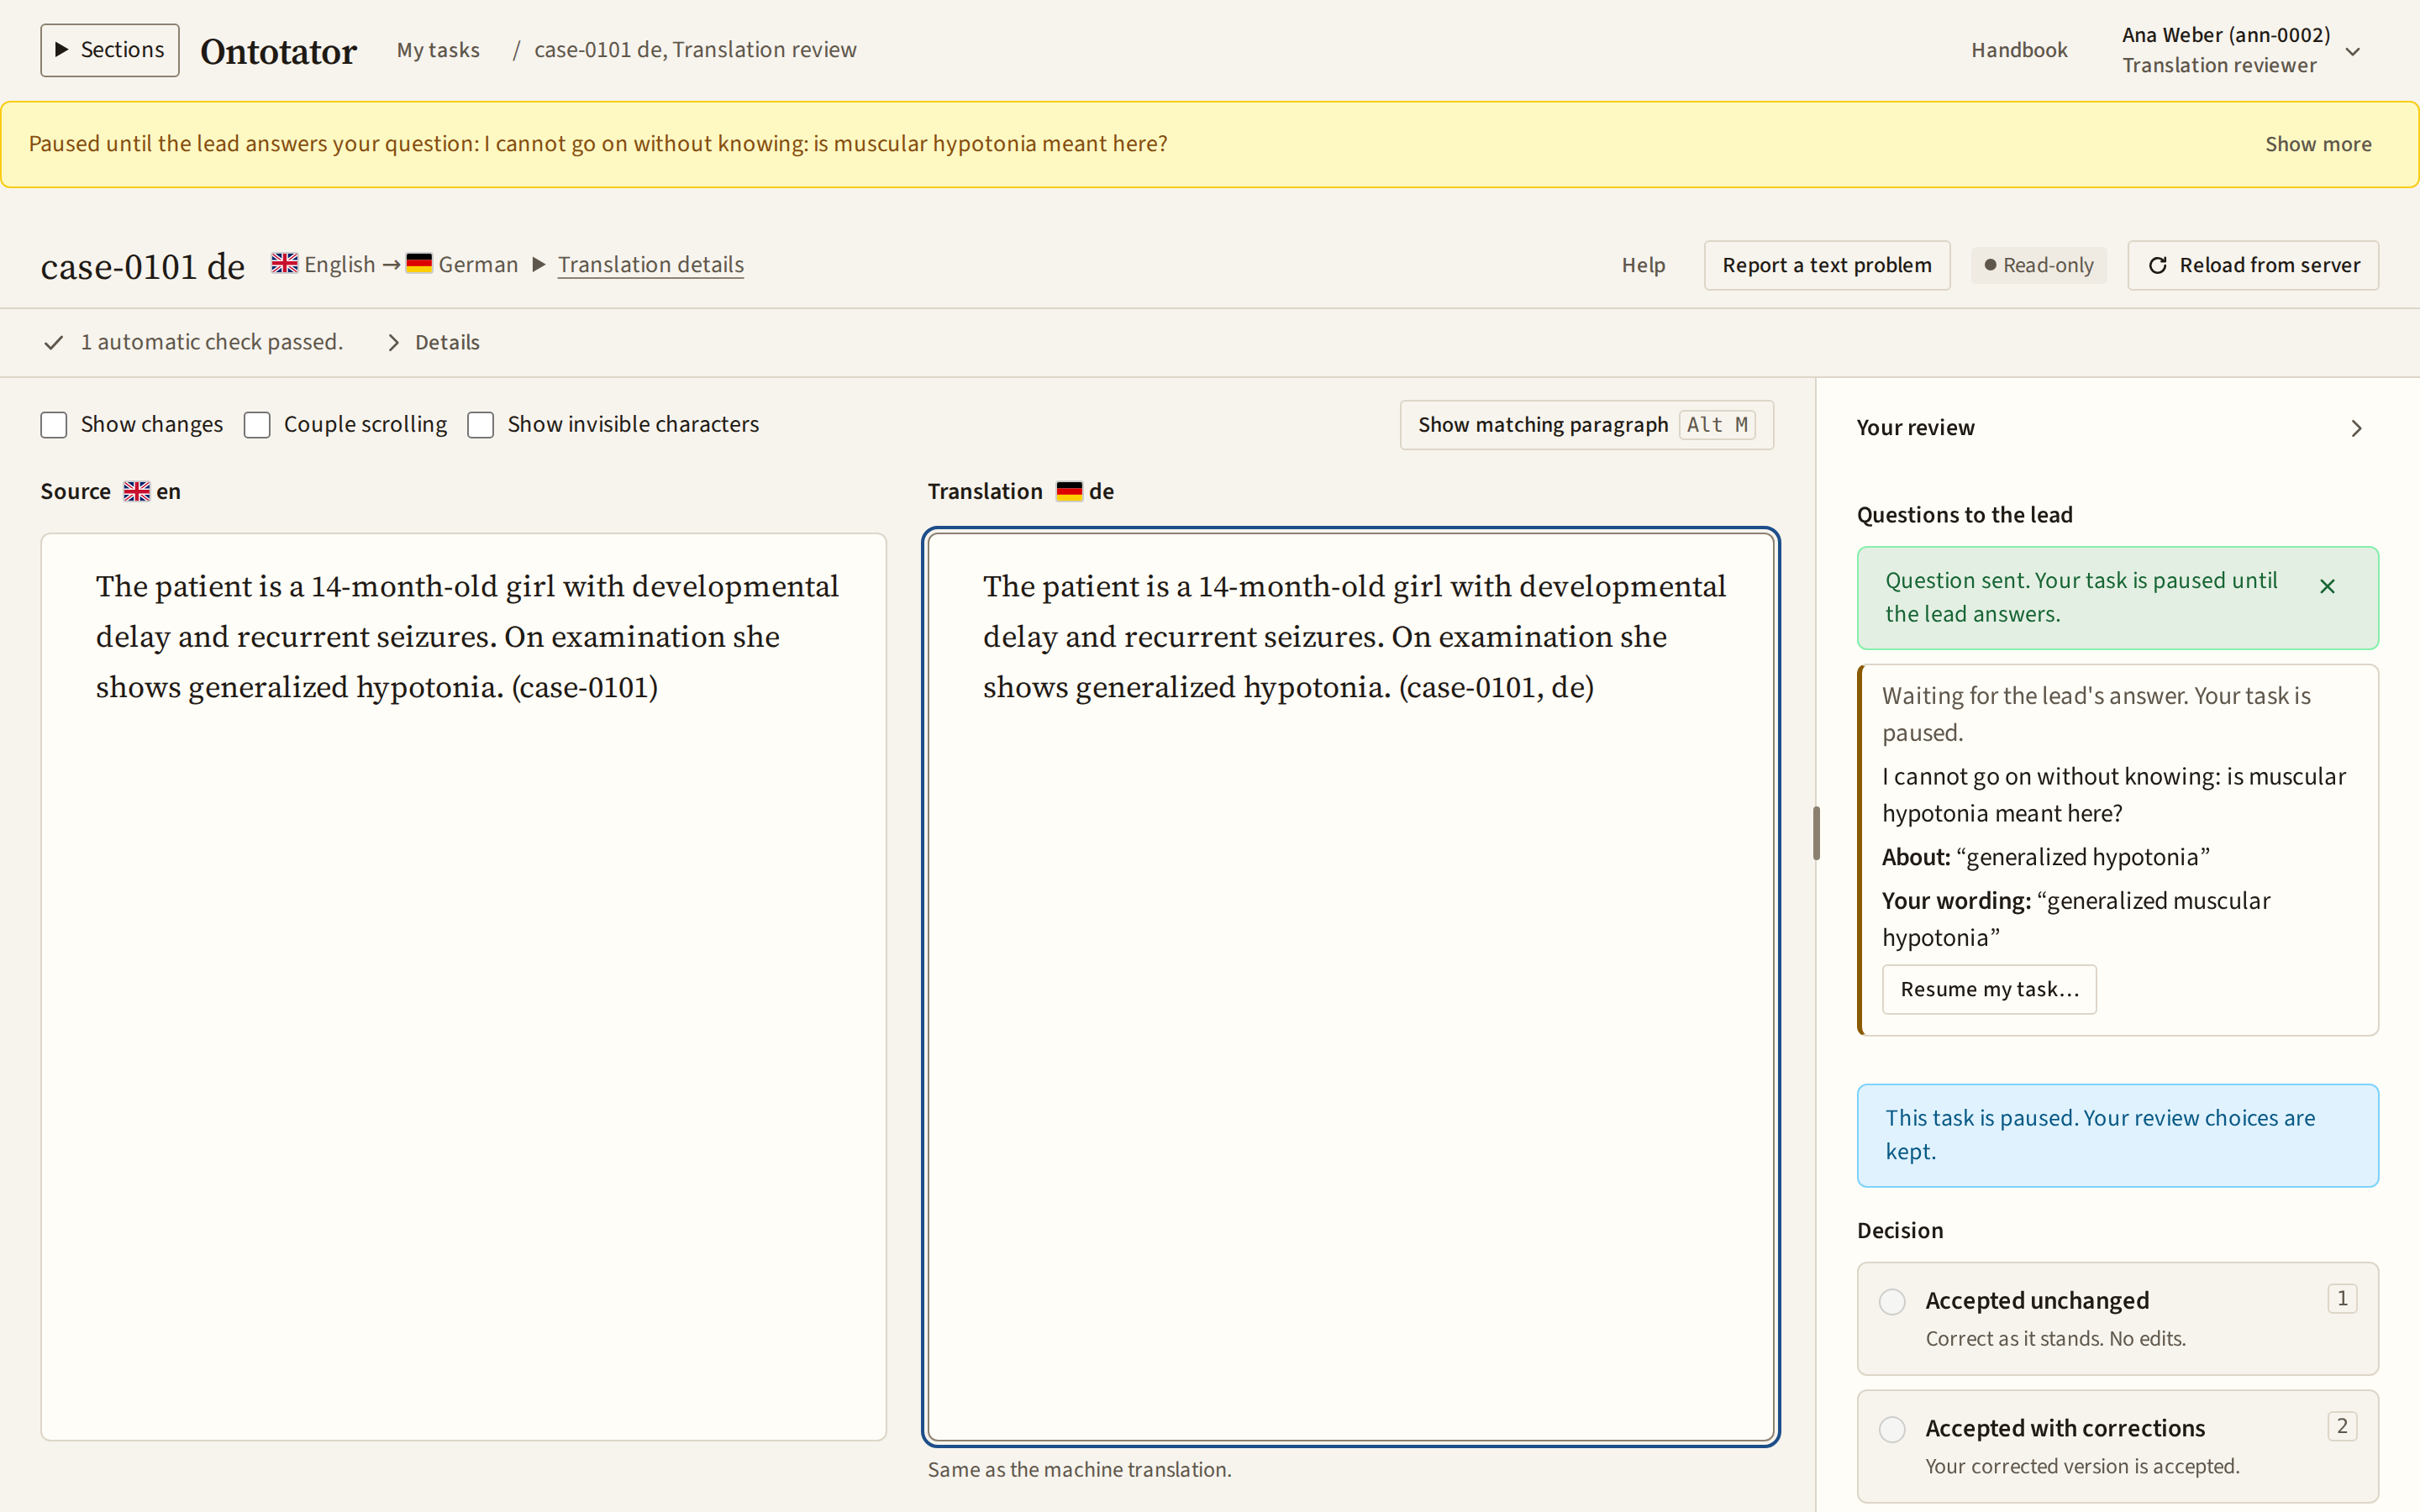 Sections
Ontotator
My tasks
/ case-0101 de, Translation review
Handbook
Ana Weber (ann-0002)
Translation reviewer
Paused until the lead answers your question: I cannot go on without knowing: is muscular hypotonia meant here?
Show more
case-0101 de
English → German
Translation details
Help
Report a text problem
Read-only
Reload from server
1 automatic check passed.
Details
Show changes
Couple scrolling
Show invisible characters
Show matching paragraph Alt M
Source en
The patient is a 14-month-old girl with developmental
delay and recurrent seizures. On examination she
shows generalized hypotonia. (case-0101)
Translation de
The patient is a 14-month-old girl with developmental
delay and recurrent seizures. On examination she
shows generalized hypotonia. (case-0101, de)
Same as the machine translation.
Your review
Questions to the lead
Question sent. Your task is paused until
the lead answers.
Waiting for the lead's answer. Your task is
paused.
I cannot go on without knowing: is muscular
hypotonia meant here?
About: “generalized hypotonia”
Your wording: “generalized muscular
hypotonia”
Resume my task…
This task is paused. Your review choices are
kept.
Decision
Accepted unchanged 1
Correct as it stands. No edits.
Accepted with corrections 2
Your corrected version is accepted.